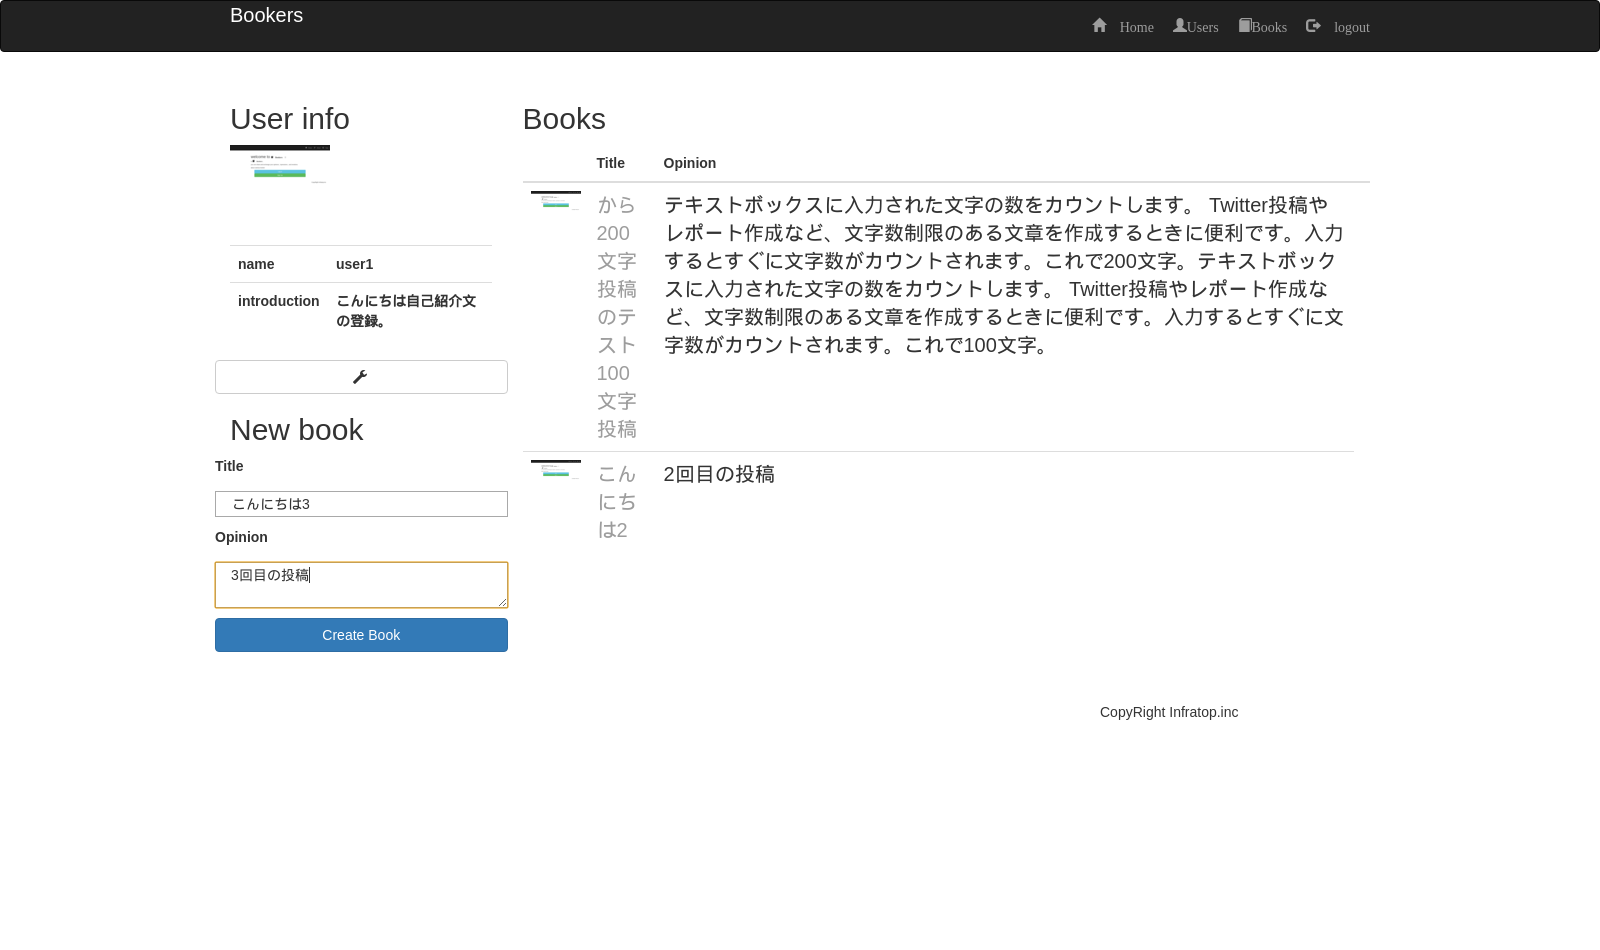 Bookers
Home Users Books logout
User info
name user1
introduction こんにちは自己紹介文
の登録。
New book
Title
こんにちは3
Opinion
3回目の投稿
Create Book
Books
Title Opinion
から
200
文字
投稿
のテ
スト
100
文字
投稿
テキストボックスに入力された文字の数をカウントします。 Twitter投稿や
レポート作成など、文字数制限のある文章を作成するときに便利です。入力
するとすぐに文字数がカウントされます。これで200文字。テキストボック
スに入力された文字の数をカウントします。 Twitter投稿やレポート作成な
ど、文字数制限のある文章を作成するときに便利です。入力するとすぐに文
字数がカウントされます。これで100文字。
こん
にち
は2
2回目の投稿
CopyRight Infratop.inc